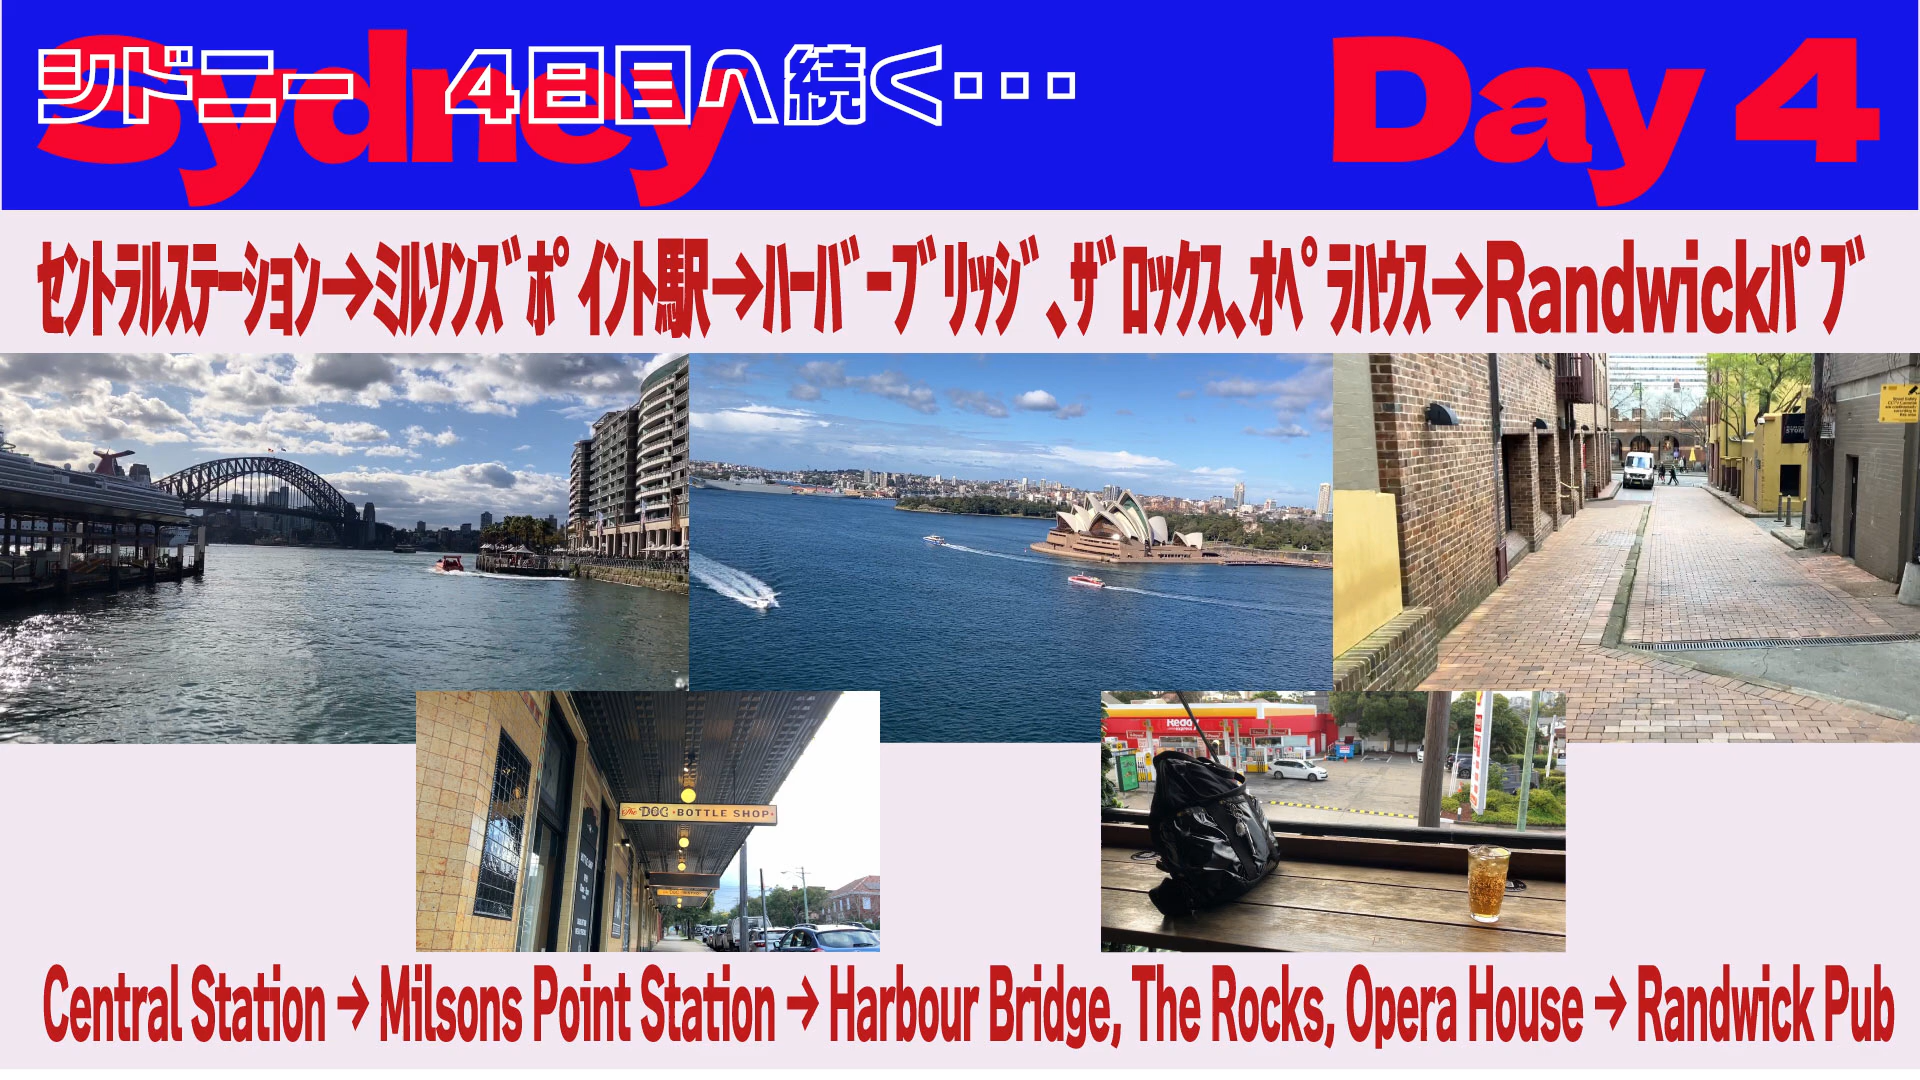 Sydney
シドニー 4日目へ続く・・・
Day 4
ｾﾝﾄﾗﾙｽﾃｰｼｮﾝ→ﾐﾙｿﾝｽﾞﾎﾟｲﾝﾄ駅→ﾊｰﾊﾞｰﾌﾞﾘｯｼﾞ、ｻﾞﾛｯｸｽ、ｵﾍﾟﾗﾊｳｽ→Randwickﾊﾟﾌﾞ
The DOG BOTTLE SHOP
Central Station → Milsons Point Station → Harbour Bridge, The Rocks, Opera House → Randwick Pub